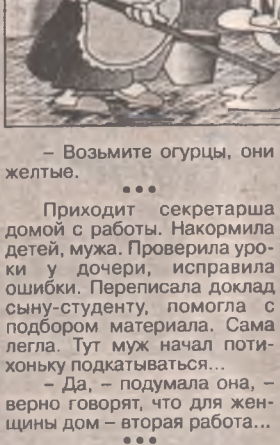 – Возьмите огурцы, они
желтые.
●●●
Приходит секретарша
домой с работы. Накормила
детей, мужа. Проверила уро-
ки у дочери, исправила
ошибки. Переписала доклад
сыну-студенту, помогла с
подбором материала. Сама
легла. Тут муж начал поти-
хоньку подкатываться...
– Да, – подумала она, –
верно говорят, что для жен-
щины дом – вторая работа...
●●●